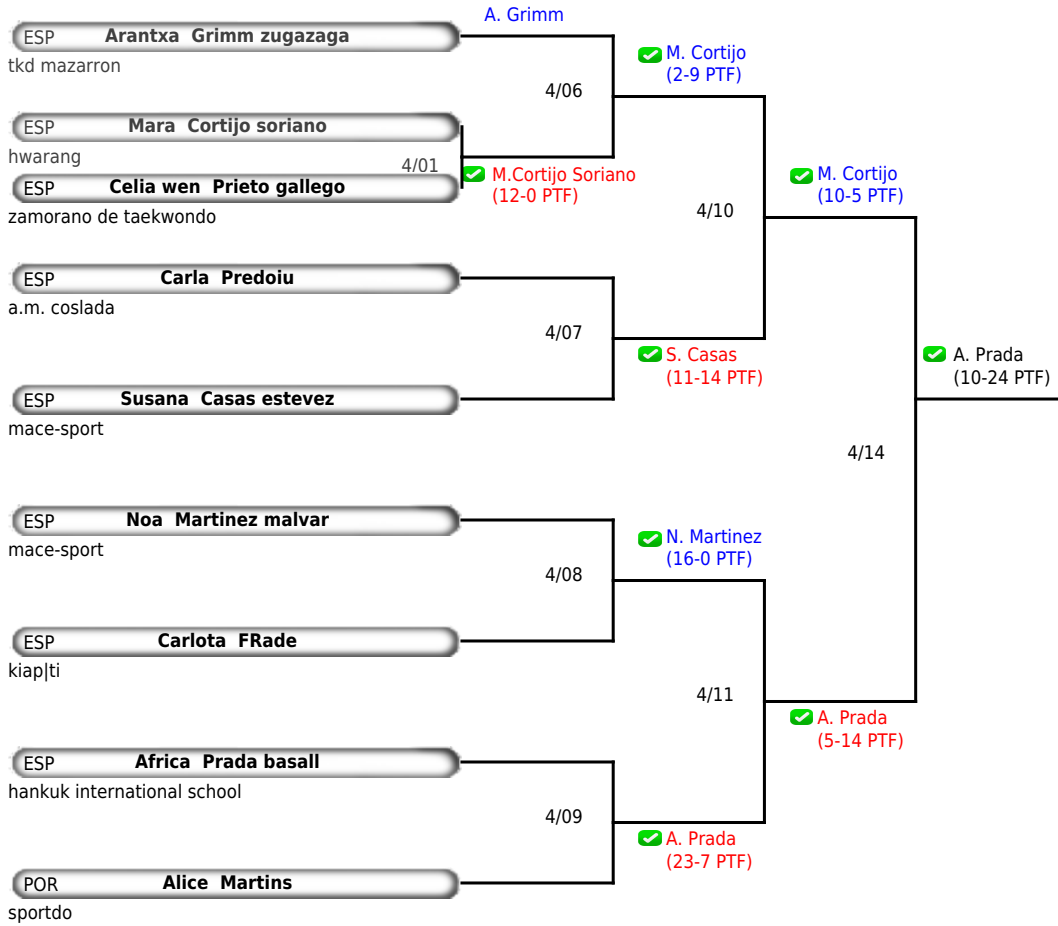 A. Grimm
ESP Arantxa Grimm zugazaga
tkd mazarron
M. Cortijo
(2-9 PTF)
4/06
ESP Mara Cortijo soriano
hwarang
4/01
M.Cortijo Soriano
(12-0 PTF)
ESP Celia wen Prieto gallego
zamorano de taekwondo
M. Cortijo
(10-5 PTF)
4/10
ESP Carla Predoiu
a.m. coslada
4/07
S. Casas
(11-14 PTF)
A. Prada
(10-24 PTF)
ESP Susana Casas estevez
mace-sport
4/14
ESP Noa Martinez malvar
mace-sport
N. Martinez
(16-0 PTF)
4/08
ESP Carlota FRade
kiap|ti
4/11
A. Prada
(5-14 PTF)
ESP Africa Prada basall
hankuk international school
4/09
A. Prada
(23-7 PTF)
POR Alice Martins
sportdo